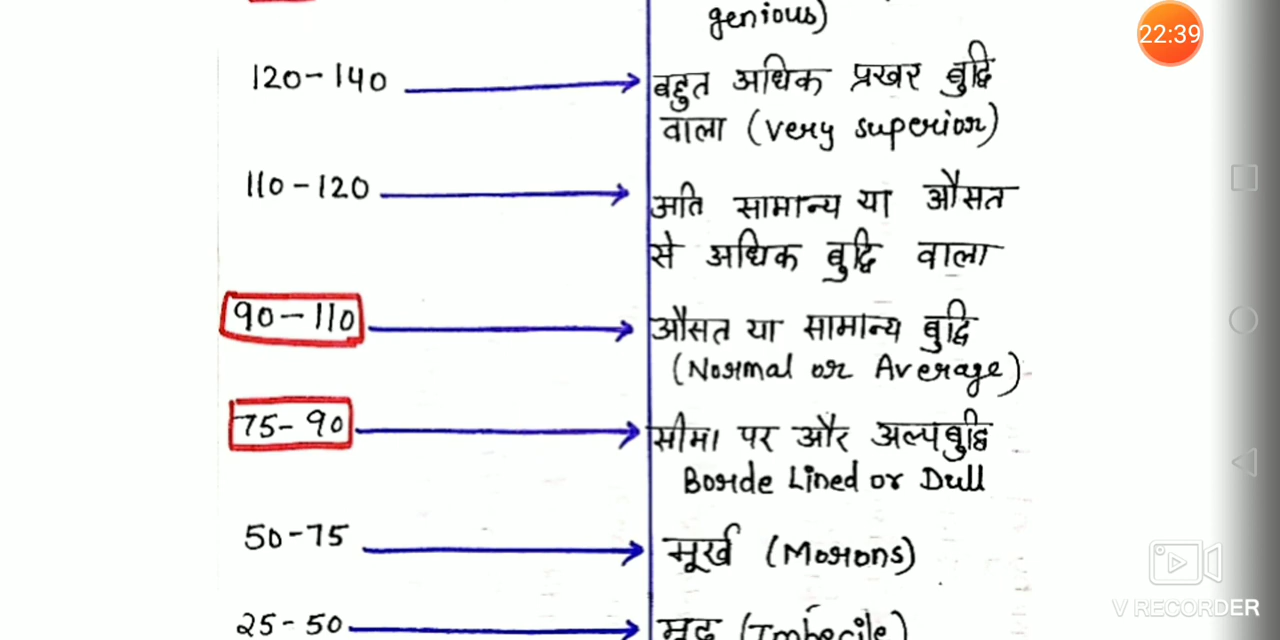 genious)
22:39
120-140 बहुत अधिक प्रखर बुद्धि
वाला (very superior)
110-120 अति सामान्य या औसत
से अधिक बुद्धि वाला
90-110 औसत या सामान्य बुद्धि
(Normal or Average)
75-90 सीमा पर और अल्पबुद्धि
Borde Lined or Dull
50-75 मूर्ख (Morons)
25-50 मूढ़ (Imbecile)
V RECORDER